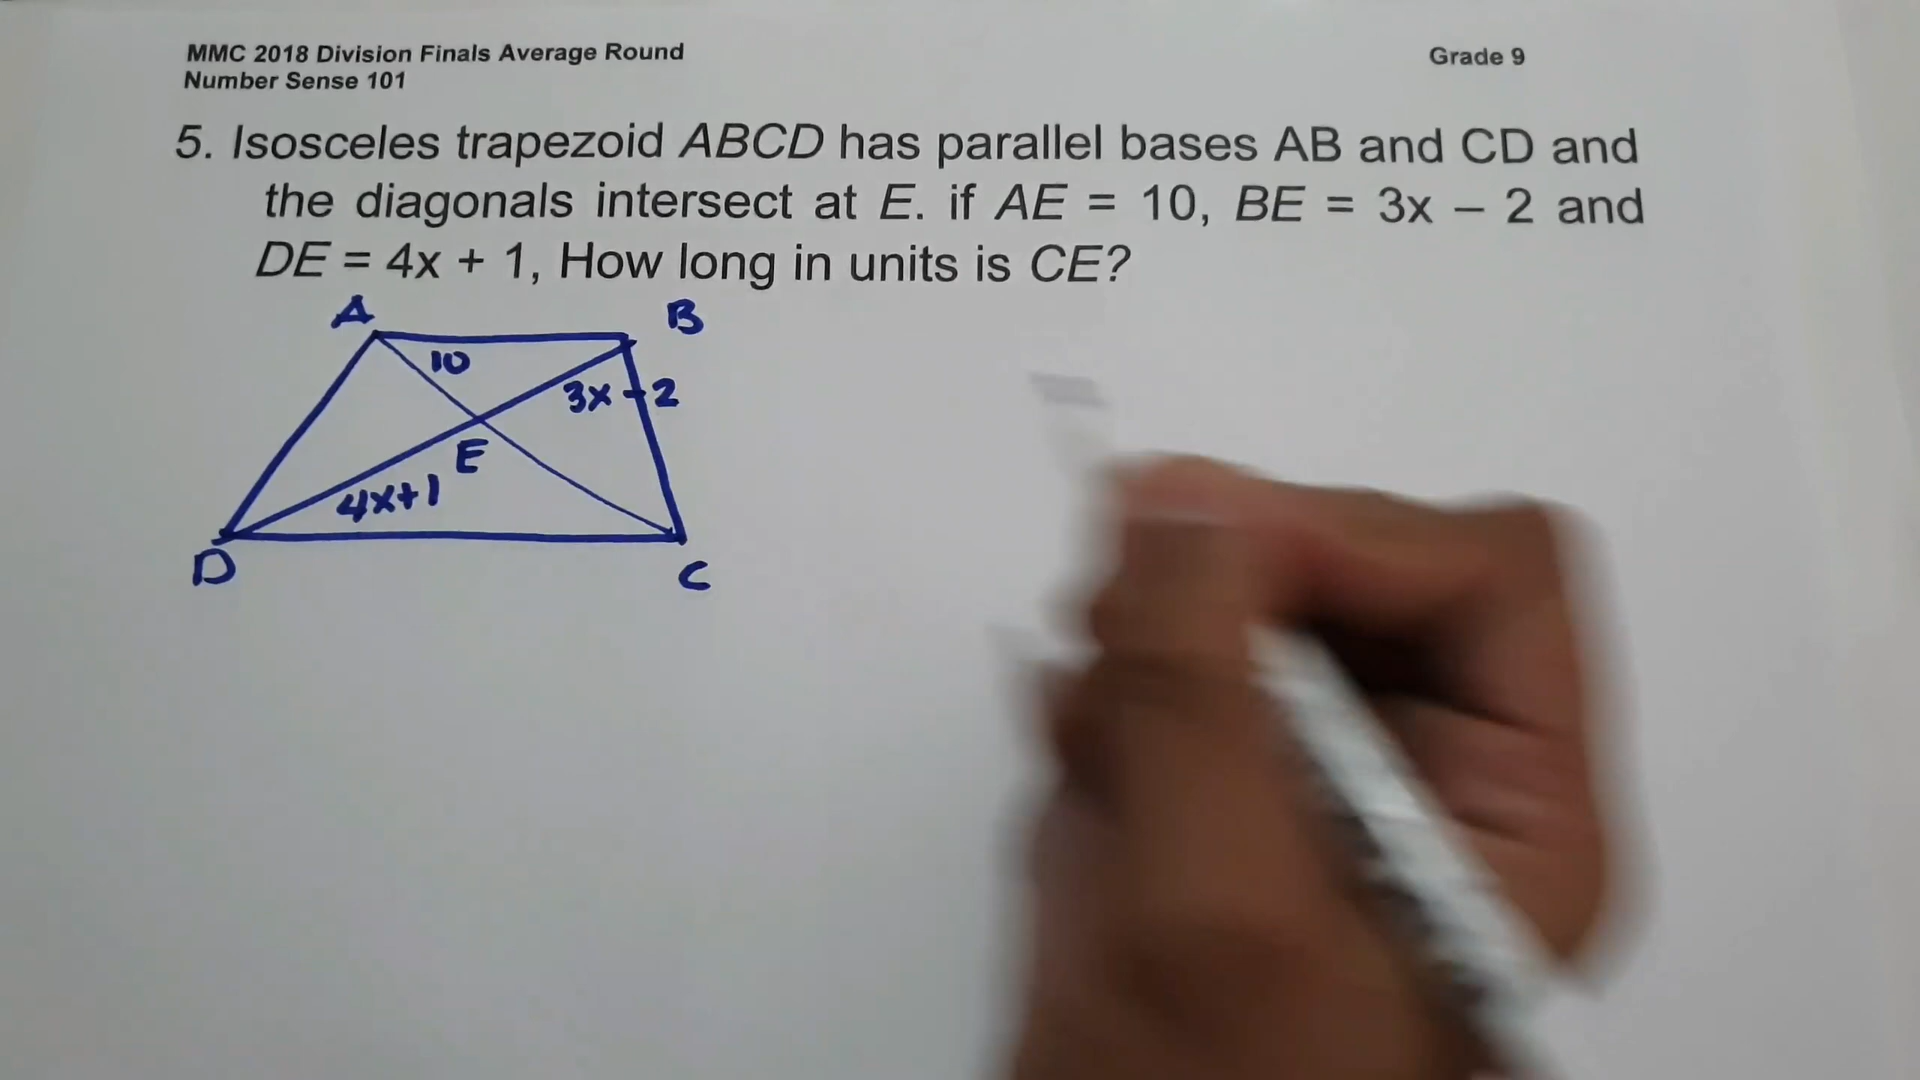 MMC 2018 Division Finals Average Round
Grade 9
Number Sense 101
5. Isosceles trapezoid ABCD has parallel bases AB and CD and
the diagonals intersect at E. if AE = 10, BE = 3x – 2 and
DE = 4x + 1, How long in units is CE?
A
B
10
3x - 2
E
4x+1
D
C